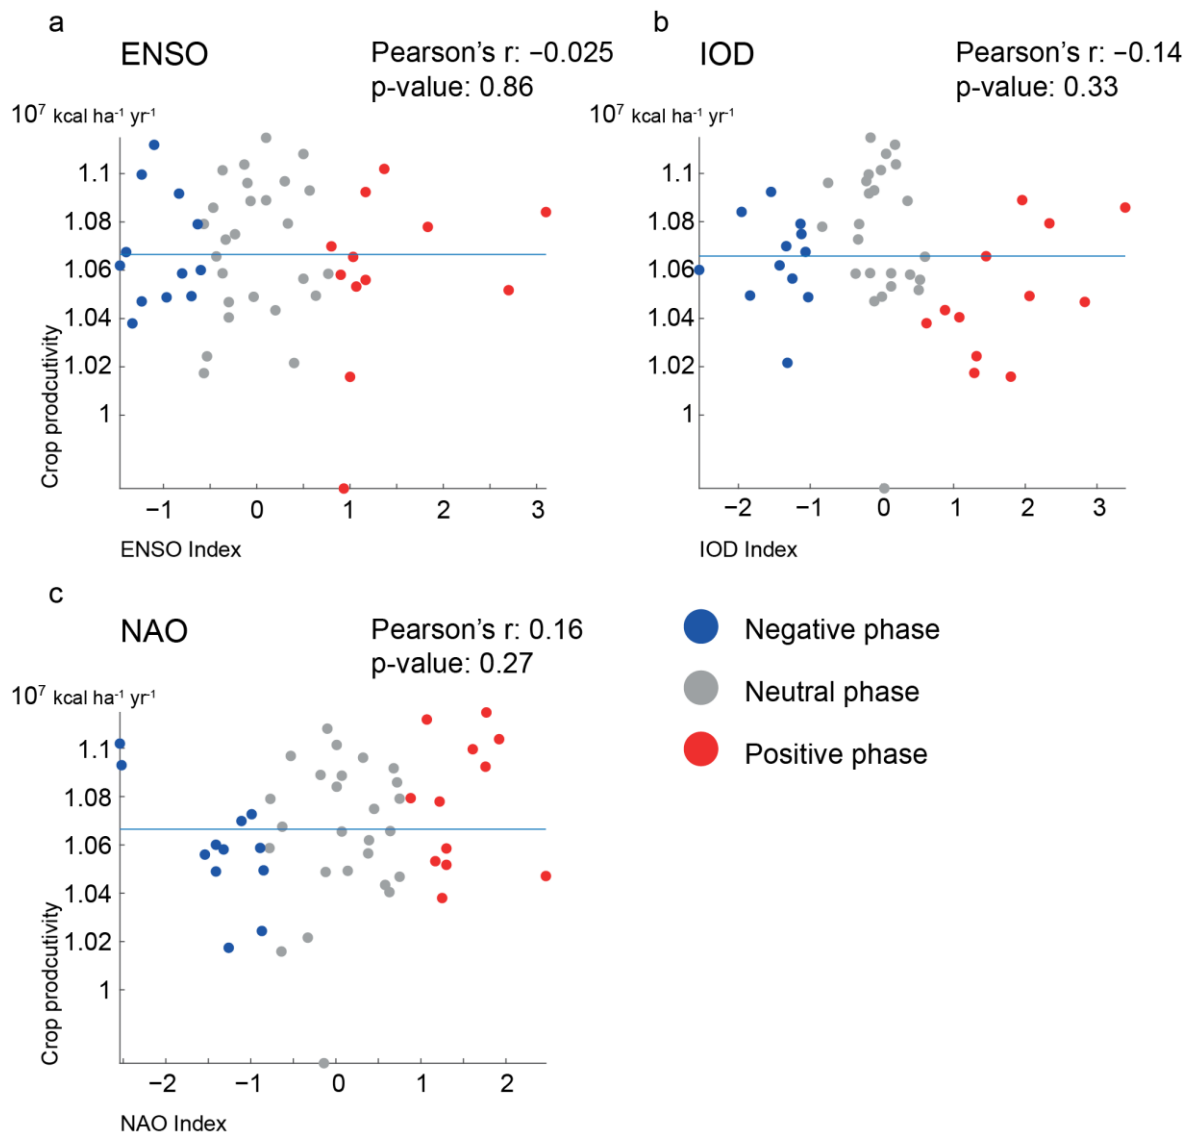 a
ENSO
Pearson's r: −0.025
p-value: 0.86
10⁷ kcal ha⁻¹ yr⁻¹
1.1
1.08
1.06
1.04
1.02
1
Crop prodcutivity
−1 0 1 2 3
ENSO Index
b
IOD
Pearson's r: −0.14
p-value: 0.33
10⁷ kcal ha⁻¹ yr⁻¹
1.1
1.08
1.06
1.04
1.02
1
−2 −1 0 1 2 3
IOD Index
c
NAO
Pearson's r: 0.16
p-value: 0.27
10⁷ kcal ha⁻¹ yr⁻¹
1.1
1.08
1.06
1.04
1.02
1
Crop prodcutivity
−2 −1 0 1 2
NAO Index
Negative phase
Neutral phase
Positive phase